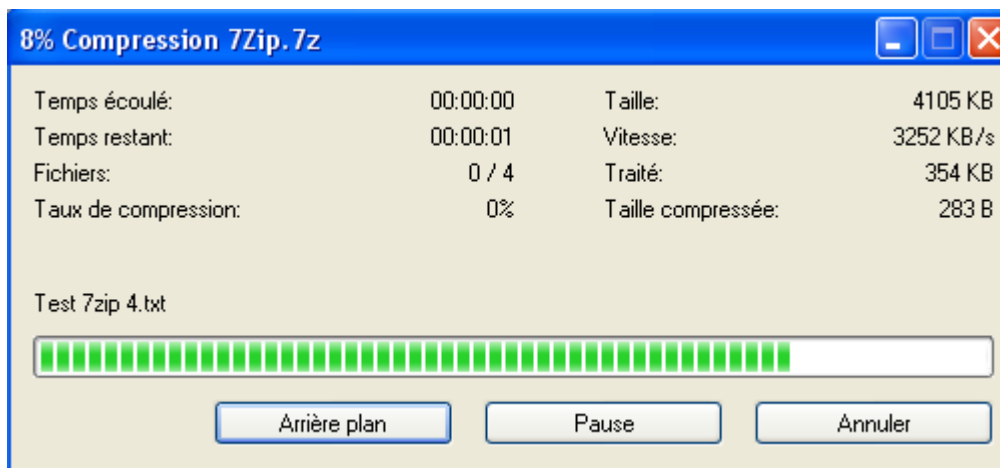 8% Compression 7Zip.7z
Temps écoulé: 00:00:00 Taille: 4105 KB
Temps restant: 00:00:01 Vitesse: 3252 KB/s
Fichiers: 0 / 4 Traité: 354 KB
Taux de compression: 0% Taille compressée: 283 B
Test 7zip 4.txt
Arrière plan Pause Annuler